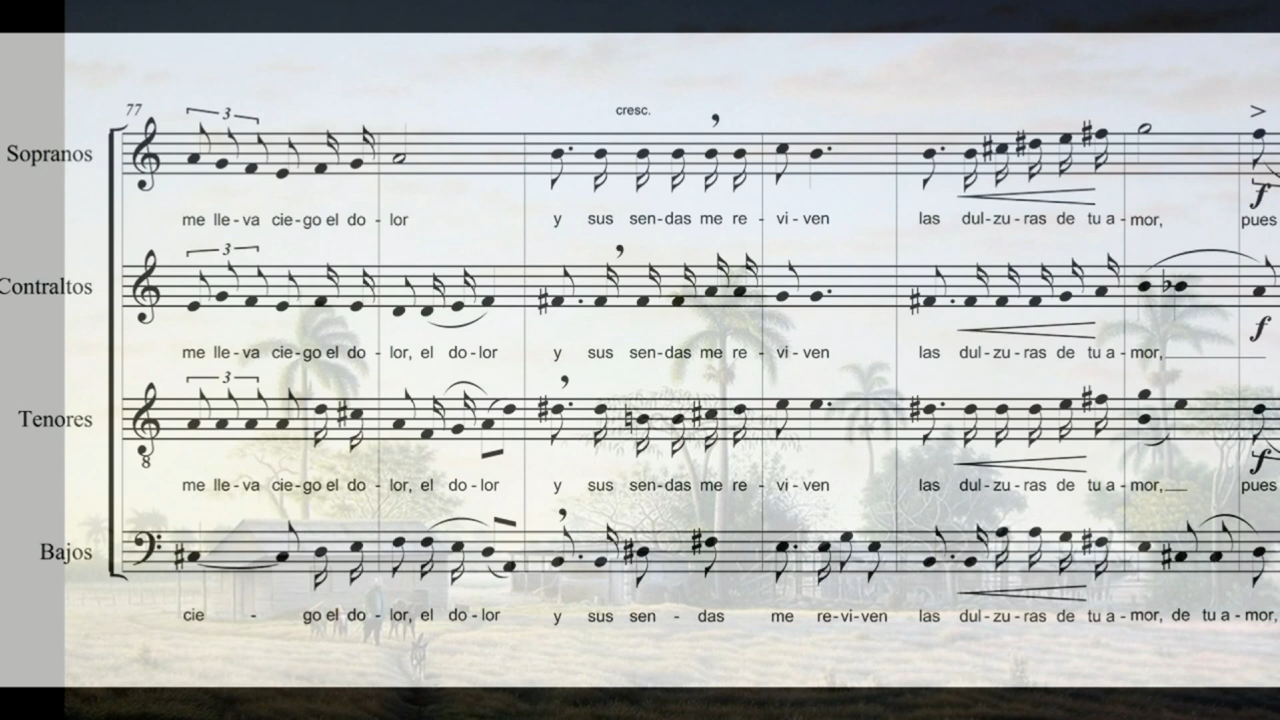 77
3
cresc.
Sopranos
me lle - va cie - go el do - lor y sus sen - das me re - vi - ven las dul - zu - ras de tu a - mor, pues
f
3
Contraltos
me lle - va cie - go el do - lor, el do - lor y sus sen - das me re - vi - ven las dul - zu - ras de tu a - mor,
f
3
Tenores
8
me lle - va cie - go el do - lor, el do - lor y sus sen - das me re - vi - ven las dul - zu - ras de tu a - mor, pues
f
Bajos
cie - go el do - lor, el do - lor y sus sen - das me re - vi - ven las dul - zu - ras de tu a - mor, de tu a - mor,